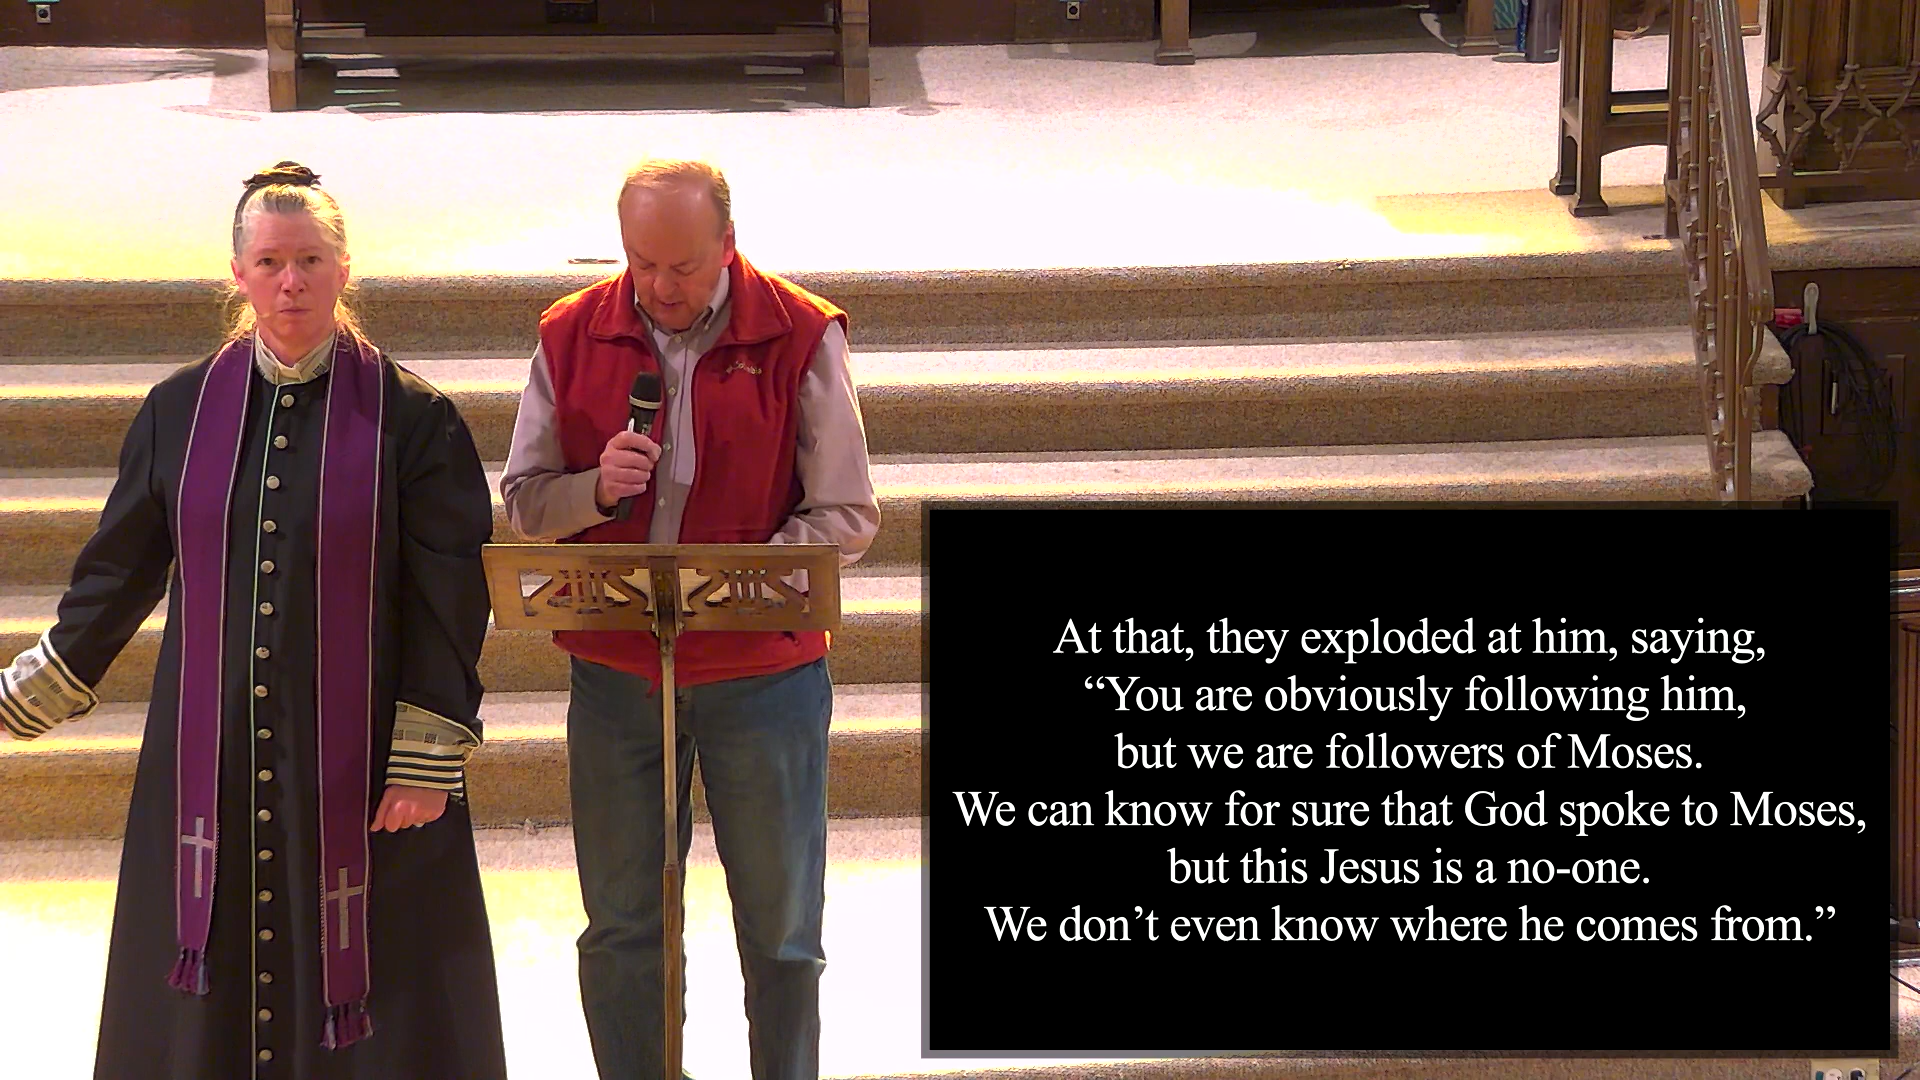 At that, they exploded at him, saying,
“You are obviously following him,
but we are followers of Moses.
We can know for sure that God spoke to Moses,
but this Jesus is a no-one.
We don’t even know where he comes from.”